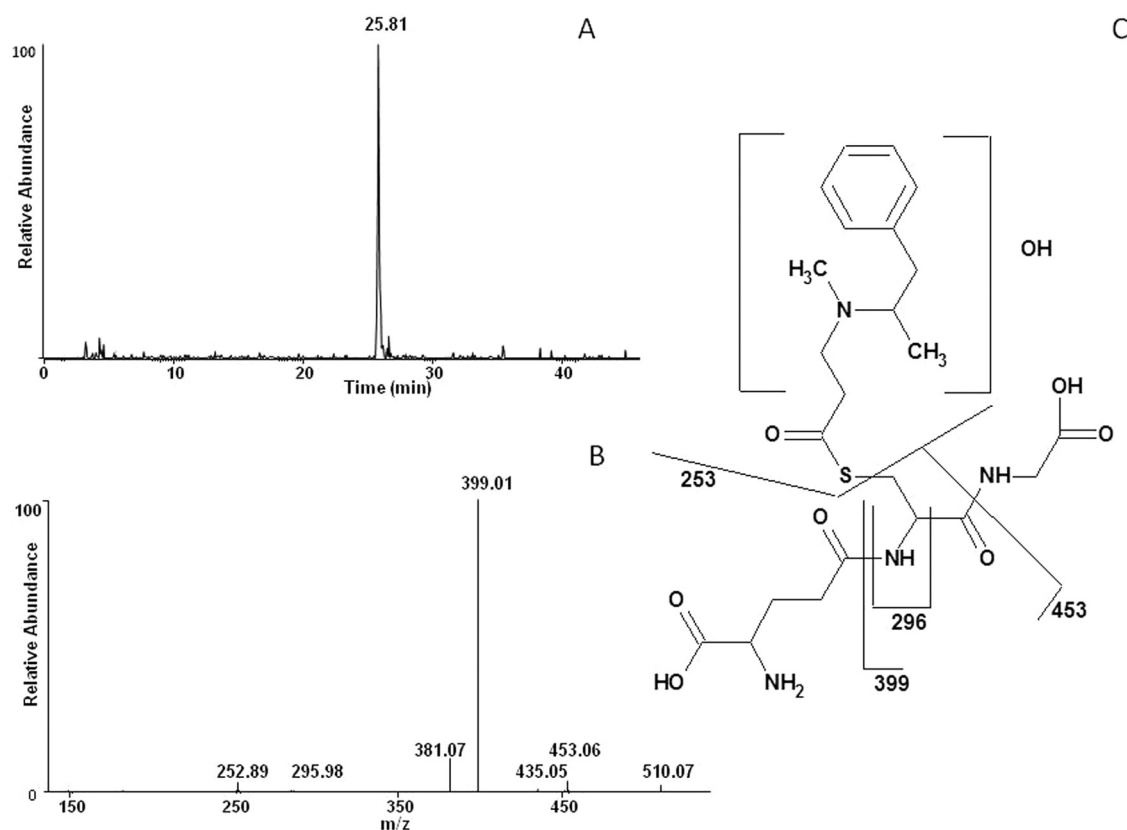 25.81
A
100
Relative Abundance
0
10
20
30
40
Time (min)
B
399.01
100
Relative Abundance
381.07
453.06
252.89
295.98
435.05
510.07
0
150
250
350
450
m/z
C
OH
H3C
N
CH3
OH
O
O
253
S
NH
O
NH
O
O
296
453
HO
NH2
399